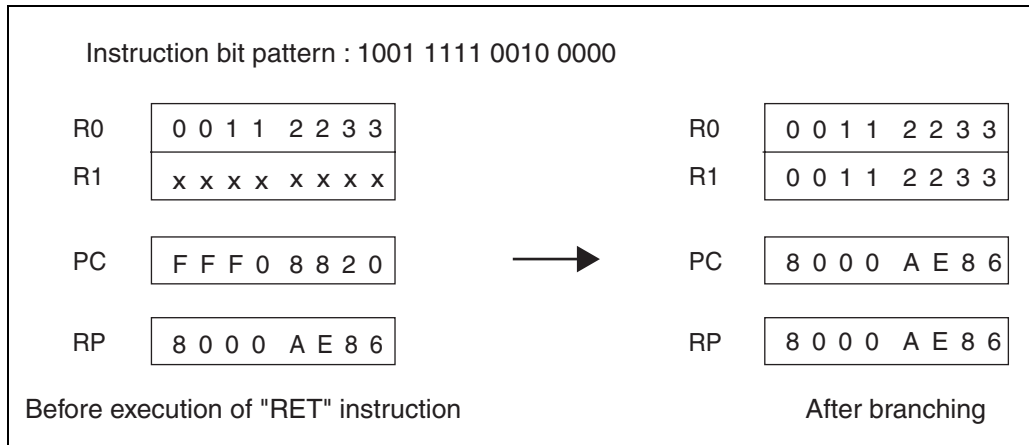 Instruction bit pattern : 1001 1111 0010 0000
R0 0 0 1 1 2 2 3 3 R0 0 0 1 1 2 2 3 3
R1 x x x x x x x x R1 0 0 1 1 2 2 3 3
PC F F F 0 8 8 2 0 PC 8 0 0 0 A E 8 6
RP 8 0 0 0 A E 8 6 RP 8 0 0 0 A E 8 6
Before execution of "RET" instruction After branching